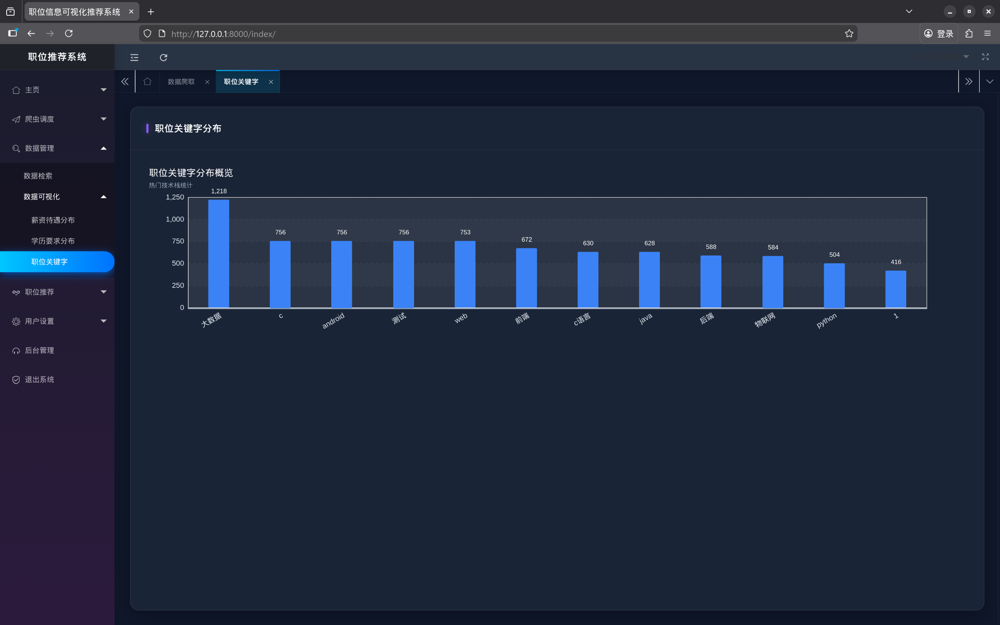 职位信息可视化推荐系统
http://127.0.0.1:8000/index/
登录
职位推荐系统
数据爬取
职位关键字
主页
爬虫调度
数据管理
数据检索
数据可视化
薪资待遇分布
学历要求分布
职位关键字
职位推荐
用户设置
后台管理
退出系统
职位关键字分布
职位关键字分布概览
热门技术栈统计
1,250
1,000
750
500
250
0
1,218
756
756
756
753
672
630
628
588
584
504
416
大数据
c
android
测试
web
前端
c语言
java
后端
物联网
python
1